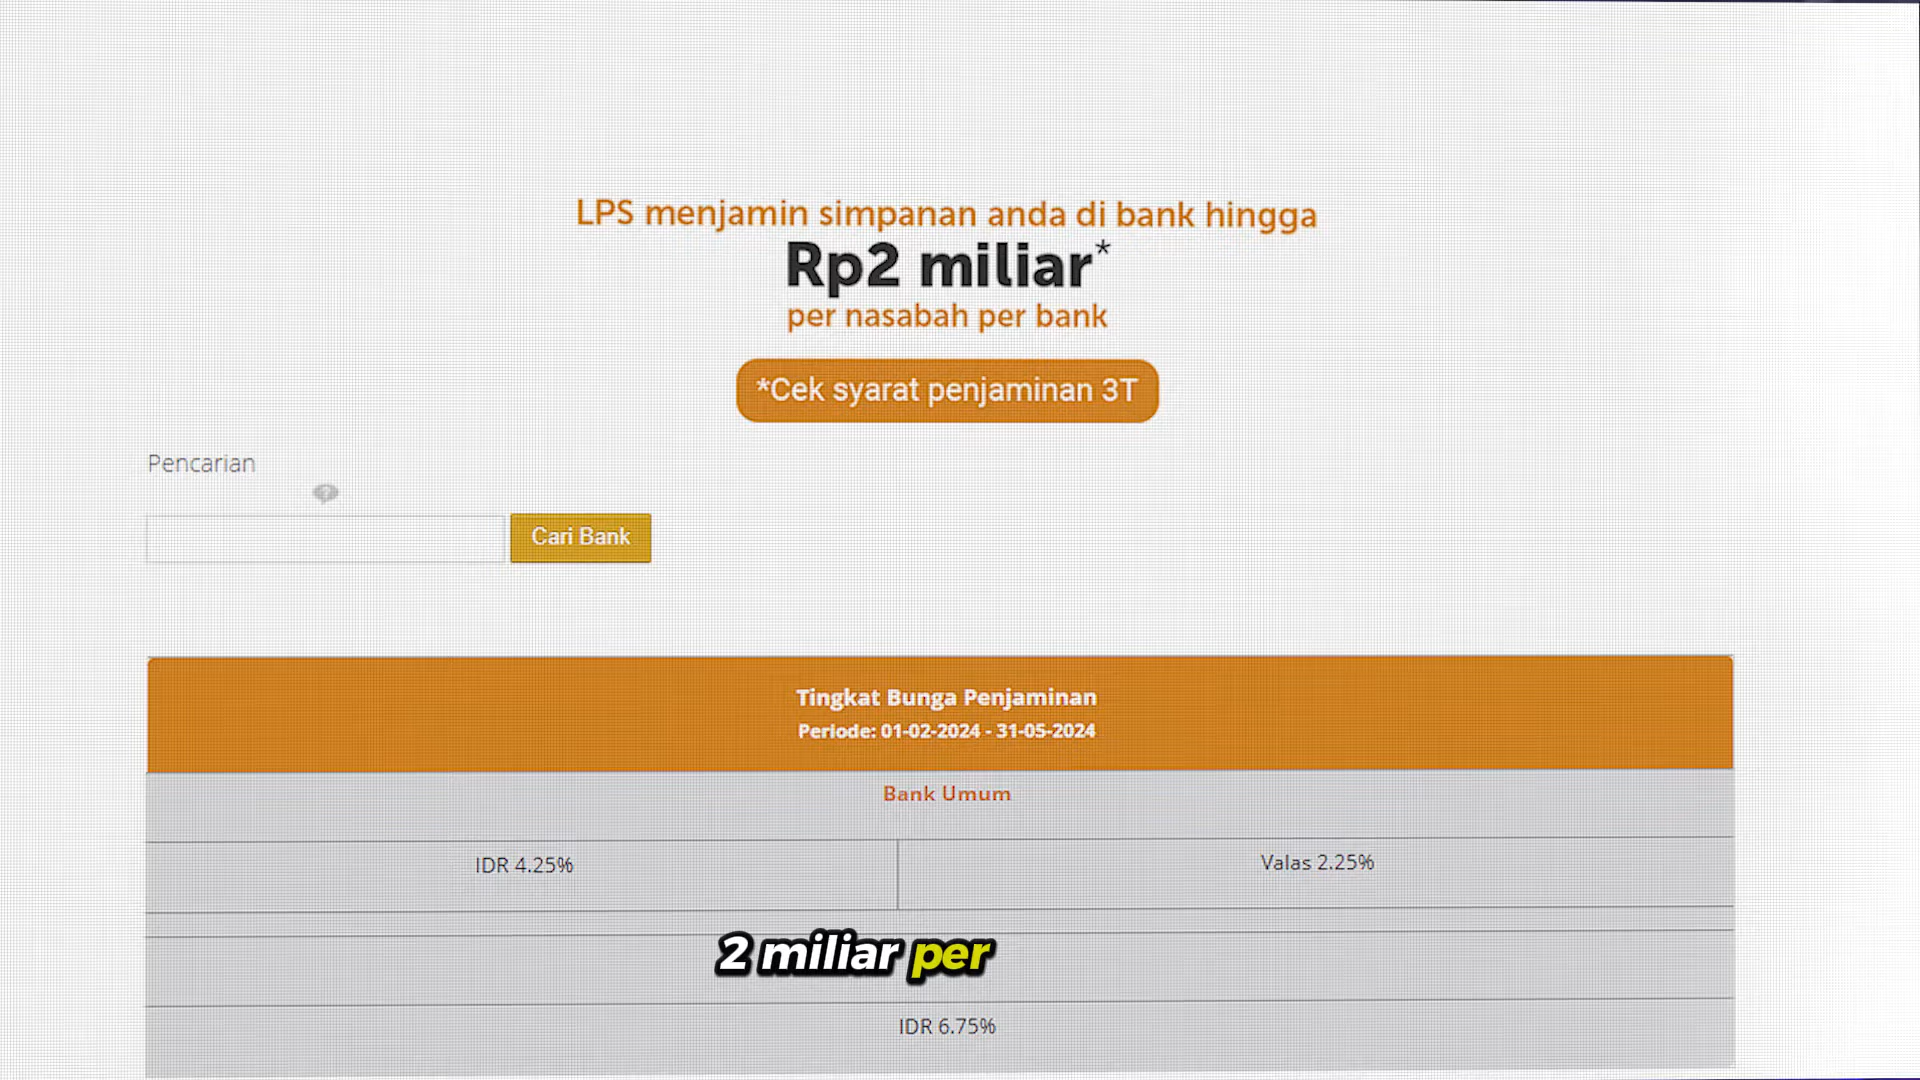 LPS menjamin simpanan anda di bank hingga
Rp2 miliar*
per nasabah per bank
*Cek syarat penjaminan 3T
Pencarian
?
Cari Bank
Tingkat Bunga Penjaminan
Periode: 01-02-2024 - 31-05-2024
Bank Umum
IDR 4.25%
Valas 2.25%
2 miliar per
IDR 6.75%